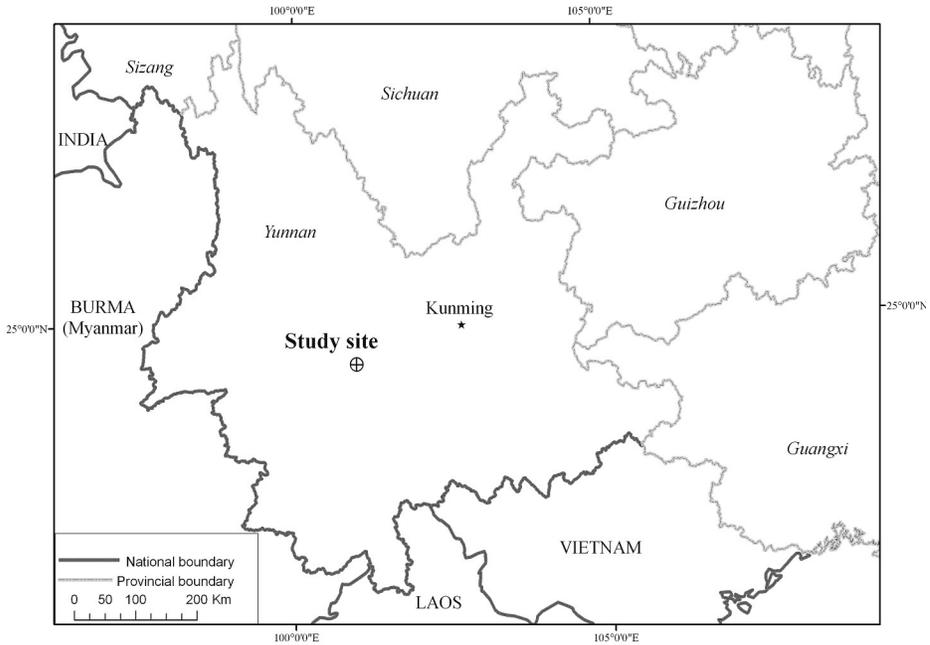 100°0'0"E 105°0'0"E
Sizang
Sichuan
INDIA
Guizhou
Yunnan
BURMA
(Myanmar)
Kunming
25°0'0"N
25°0'0"N
Study site
Guangxi
National boundary
Provincial boundary
0 50 100 200 Km
VIETNAM
LAOS
100°0'0"E 105°0'0"E